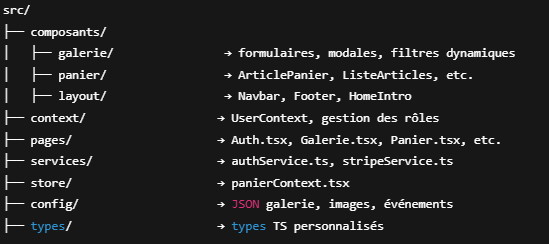 src/
├── composants/
│   ├── galerie/                → formulaires, modales, filtres dynamiques
│   ├── panier/                 → ArticlePanier, ListeArticles, etc.
│   ├── layout/                 → Navbar, Footer, HomeIntro
├── context/                   → UserContext, gestion des rôles
├── pages/                     → Auth.tsx, Galerie.tsx, Panier.tsx, etc.
├── services/                  → authService.ts, stripeService.ts
├── store/                     → panierContext.tsx
├── config/                    → JSON galerie, images, événements
├── types/                     → types TS personnalisés